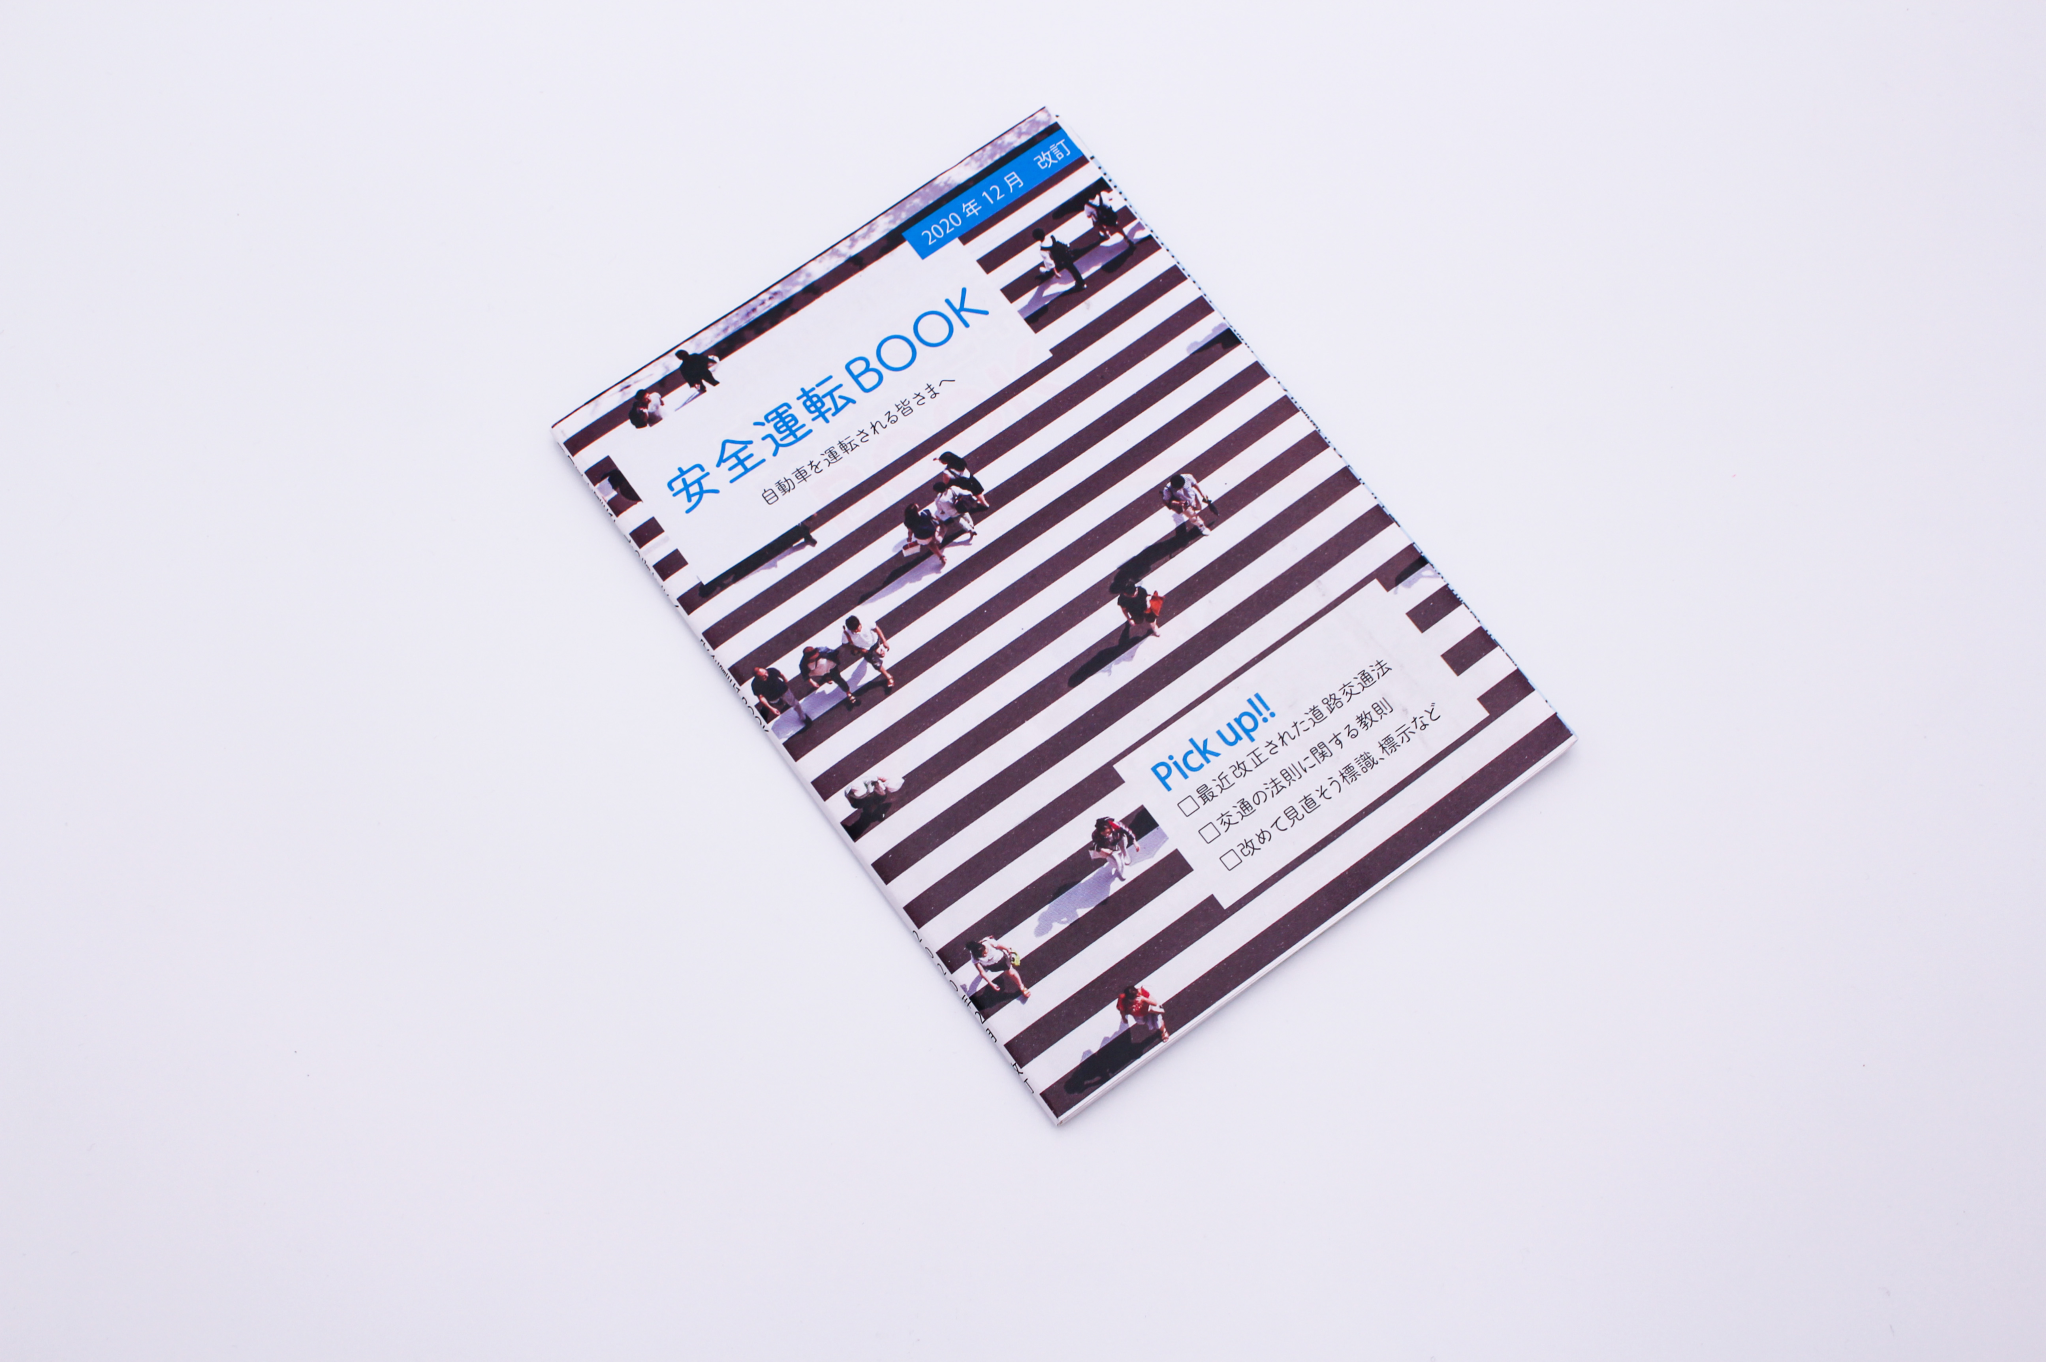 2020年12月 改訂
安全運転BOOK
自動車を運転される皆さまへ
Pick up!!
□最近改正された道路交通法
□交通の法則に関する教則
□改めて見直そう標識、標示など